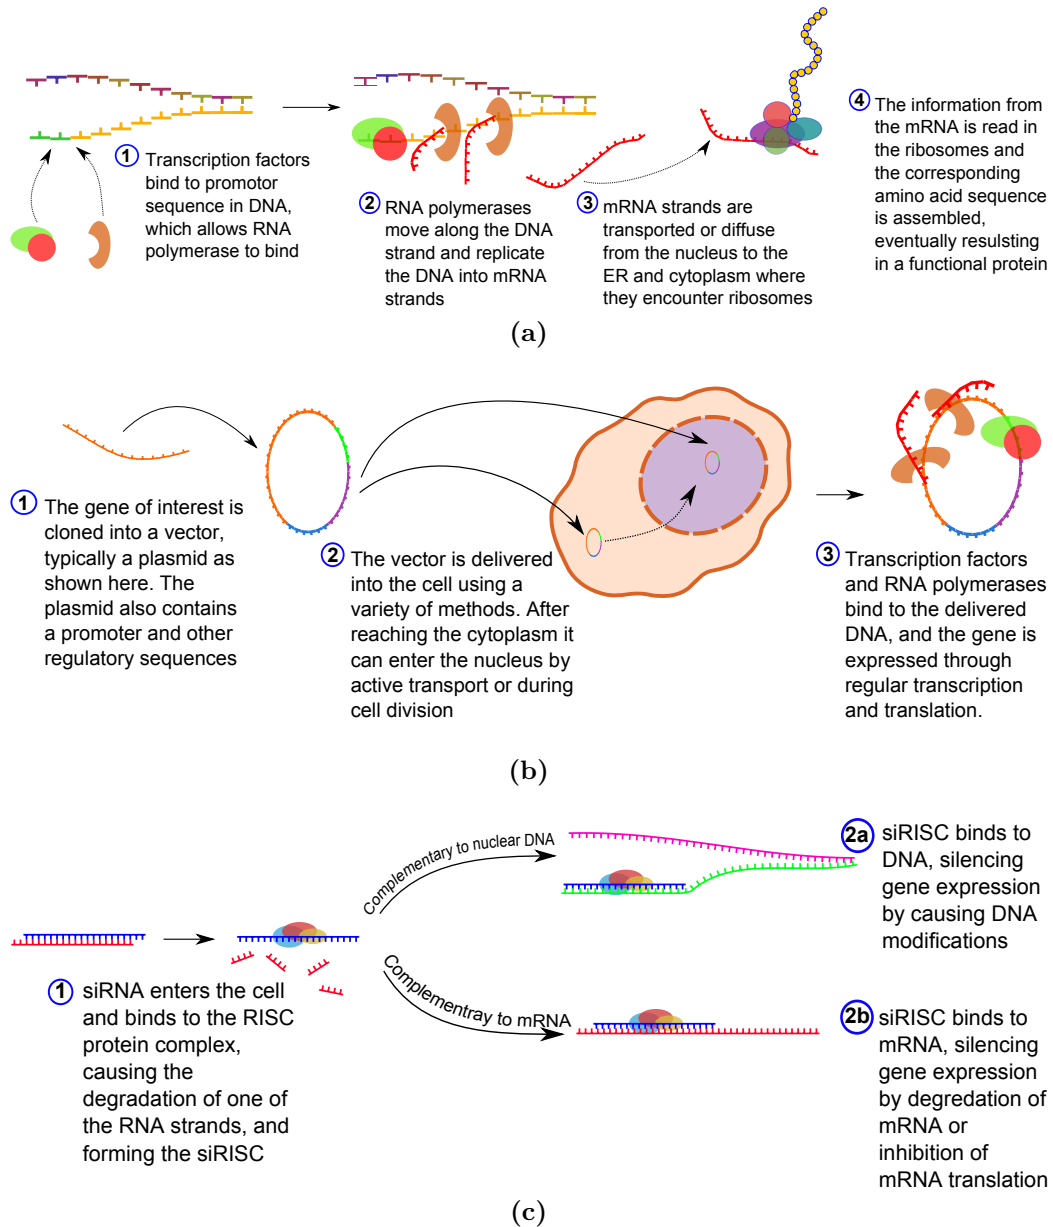 1 Transcription factors
bind to promotor
sequence in DNA,
which allows RNA
polymerase to bind
2 RNA polymerases
move along the DNA
strand and replicate
the DNA into mRNA
strands
3 mRNA strands are
transported or diffuse
from the nucleus to the
ER and cytoplasm where
they encounter ribosomes
4 The information from
the mRNA is read in
the ribosomes and
the corresponding
amino acid sequence
is assembled,
eventually resulsting
in a functional protein
(a)
1 The gene of interest is
cloned into a vector,
typically a plasmid as
shown here. The
plasmid also contains
a promoter and other
regulatory sequences
2 The vector is delivered
into the cell using a
variety of methods. After
reaching the cytoplasm it
can enter the nucleus by
active transport or during
cell division
3 Transcription factors
and RNA polymerases
bind to the delivered
DNA, and the gene is
expressed through
regular transcription
and translation.
(b)
1 siRNA enters the cell
and binds to the RISC
protein complex,
causing the
degradation of one of
the RNA strands, and
forming the siRISC
Complementary to nuclear DNA
Complementray to mRNA
2a siRISC binds to
DNA, silencing
gene expression
by causing DNA
modifications
2b siRISC binds to
mRNA, silencing
gene expression
by degredation of
mRNA or
inhibition of
mRNA translation
(c)